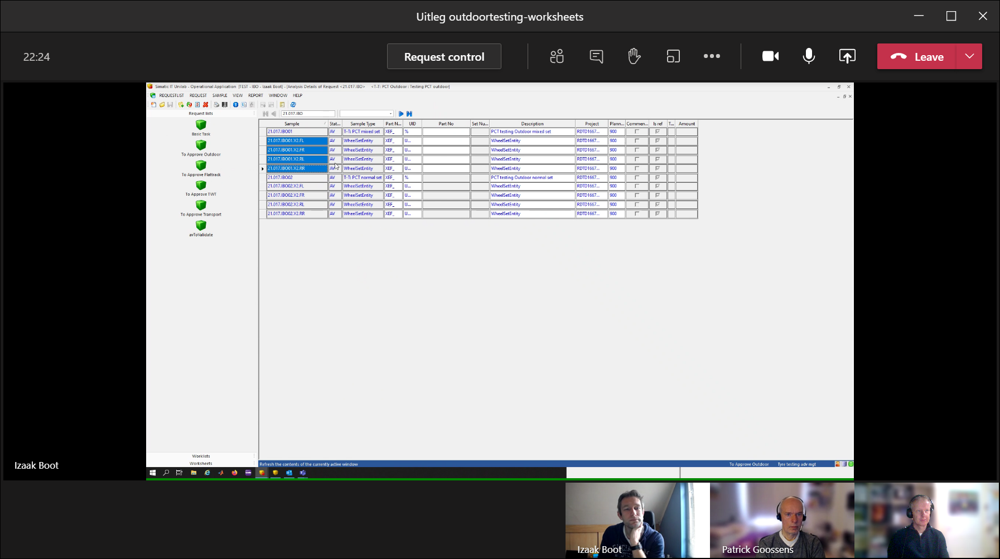 Uitleg outdoortesting-worksheets
22:24
Request control
Leave
Simatic IT Unilab - Operational Application [TEST - IBO - Izaak Boot] - [Analysis Details of Request <21.017.IBO> <T-T: PCT Outdoor : Testing PCT outdoor]
REQUESTLIST REQUEST SAMPLE VIEW REPORT WINDOW HELP
Request lists
21.017.IBO
Basic Task
To Approve Outdoor
To Approve Flattrack
To Approve TWT
To Approve Transport
avToValidate
Sample Stat... Sample Type Part N... UID Part No Set Nu... Description Project Plann... Commen... Is ref T... Amount
21.017.IBO01 AV T-T: PCT mixed set XEF_ % PCT testing Outdoor mixed set RDTD1667... 900
21.017.IBO01.Y2.FL AV WheelSetEntity XEF_ U... WheelSetEntity RDTD1667... 900
21.017.IBO01.Y2.FR AV WheelSetEntity XEF_ U... WheelSetEntity RDTD1667... 900
21.017.IBO01.Y2.RL AV WheelSetEntity XEF_ U... WheelSetEntity RDTD1667... 900
21.017.IBO01.Y2.RR AV WheelSetEntity XEF_ U... WheelSetEntity RDTD1667... 900
21.017.IBO02 AV T-T: PCT normal set XEF_ % PCT testing Outdoor normal set RDTD1667... 900
21.017.IBO02.Y2.FL AV WheelSetEntity XEF_ U... WheelSetEntity RDTD1667... 900
21.017.IBO02.Y2.FR AV WheelSetEntity XEF_ U... WheelSetEntity RDTD1667... 900
21.017.IBO02.Y2.RL AV WheelSetEntity XEF_ U... WheelSetEntity RDTD1667... 900
21.017.IBO02.Y2.RR AV WheelSetEntity XEF_ U... WheelSetEntity RDTD1667... 900
Worklists
Worksheets
Refresh the contents of the currently active window
To Approve Outdoor Tyre testing adv mgt
Izaak Boot
Izaak Boot
Patrick Goossens